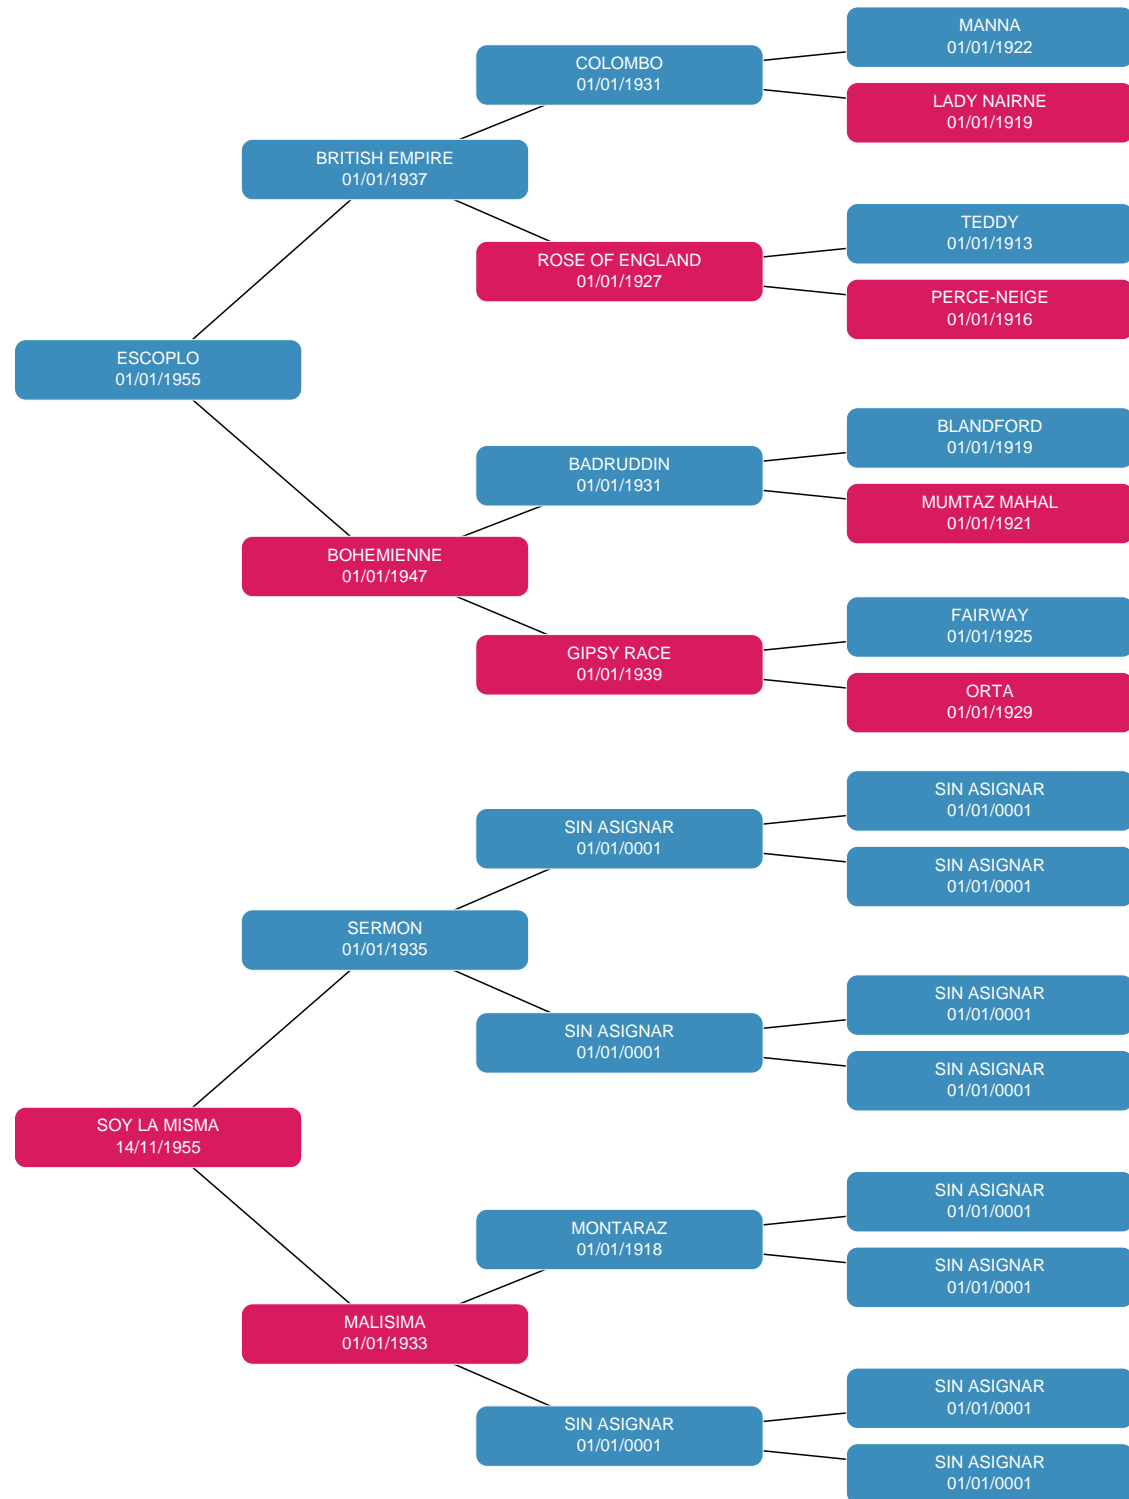 MANNA
01/01/1922
COLOMBO
01/01/1931
LADY NAIRNE
01/01/1919
BRITISH EMPIRE
01/01/1937
TEDDY
01/01/1913
ROSE OF ENGLAND
01/01/1927
PERCE-NEIGE
01/01/1916
ESCOPLO
01/01/1955
BLANDFORD
01/01/1919
BADRUDDIN
01/01/1931
MUMTAZ MAHAL
01/01/1921
BOHEMIENNE
01/01/1947
FAIRWAY
01/01/1925
GIPSY RACE
01/01/1939
ORTA
01/01/1929
SIN ASIGNAR
01/01/0001
SIN ASIGNAR
01/01/0001
SIN ASIGNAR
01/01/0001
SERMON
01/01/1935
SIN ASIGNAR
01/01/0001
SIN ASIGNAR
01/01/0001
SIN ASIGNAR
01/01/0001
SOY LA MISMA
14/11/1955
SIN ASIGNAR
01/01/0001
MONTARAZ
01/01/1918
SIN ASIGNAR
01/01/0001
MALISIMA
01/01/1933
SIN ASIGNAR
01/01/0001
SIN ASIGNAR
01/01/0001
SIN ASIGNAR
01/01/0001